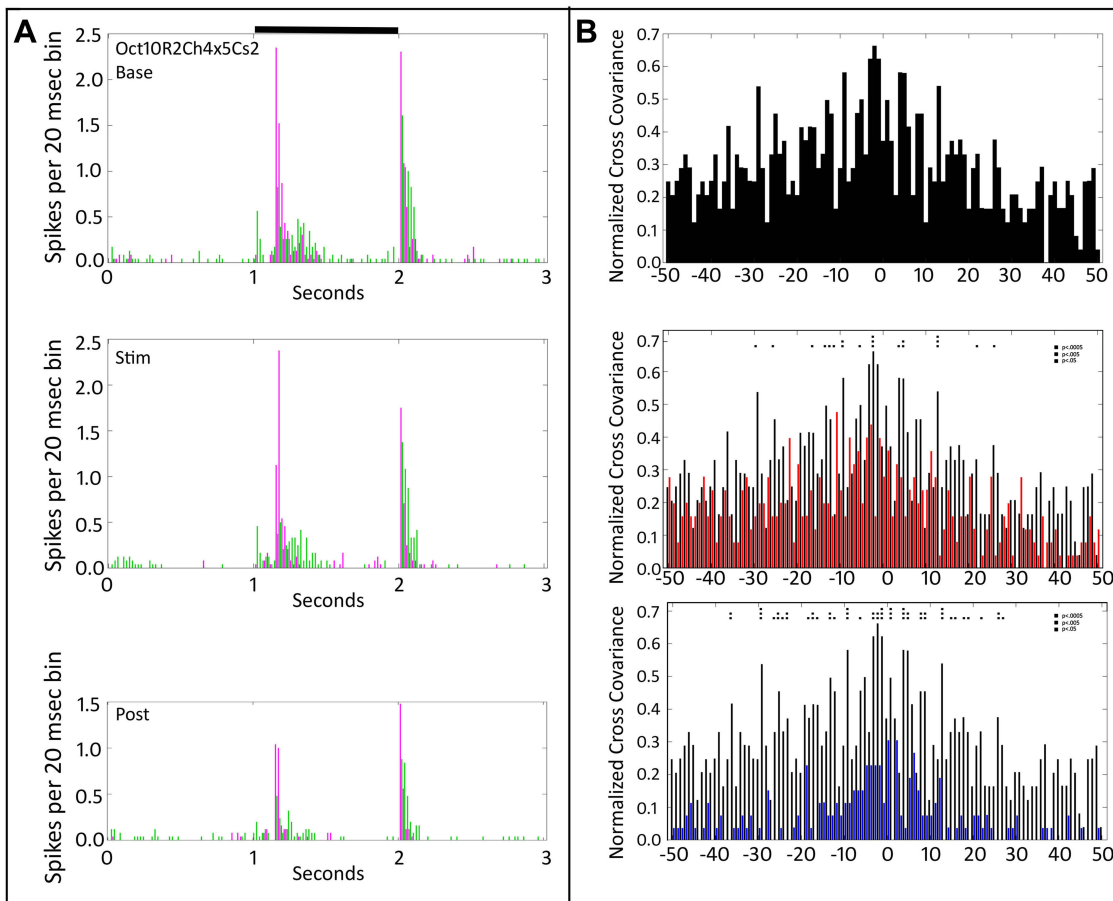 A
Oct10R2Ch4x5Cs2
Base
Spikes per 20 msec bin
2.5
2.0
1.5
1.0
0.5
0.0
0 1 2 3
Seconds
Stim
Spikes per 20 msec bin
2.5
2.0
1.5
1.0
0.5
0.0
0 1 2 3
Seconds
Post
Spikes per 20 msec bin
1.5
1.0
0.5
0.0
0 1 2 3
Seconds
B
Normalized Cross Covariance
0.7
0.6
0.5
0.4
0.3
0.2
0.1
0.0
-50 -40 -30 -20 -10 0 10 20 30 40 50
Normalized Cross Covariance
0.7
0.6
0.5
0.4
0.3
0.2
0.1
0.0
p<.0005
p<.005
p<.05
-50 -40 -30 -20 -10 0 10 20 30 40 50
Normalized Cross Covariance
0.7
0.6
0.5
0.4
0.3
0.2
0.1
0.0
p<.0005
p<.005
p<.05
-50 -40 -30 -20 -10 0 10 20 30 40 50